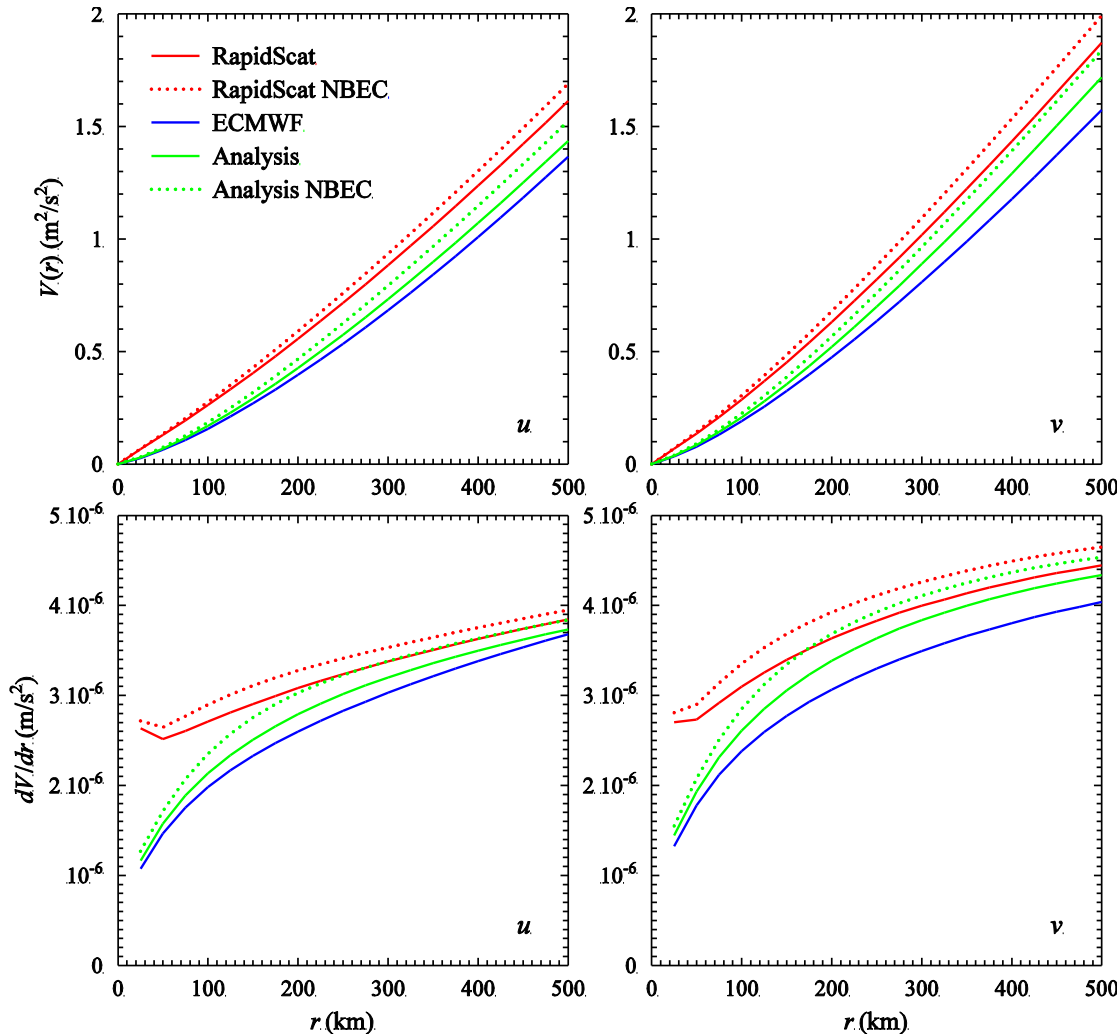 2
1.5
1
0.5
0
V(r) (m²/s²)
RapidScat
RapidScat NBEC
ECMWF
Analysis
Analysis NBEC
u
v
0 100 200 300 400 500
0 100 200 300 400 500
5.10⁻⁶
4.10⁻⁶
3.10⁻⁶
2.10⁻⁶
10⁻⁶
0
dV/dr (m/s²)
u
5.10⁻⁶
4.10⁻⁶
3.10⁻⁶
2.10⁻⁶
10⁻⁶
0
v
0 100 200 300 400 500
r (km)
0 100 200 300 400 500
r (km)
2
1.5
1
0.5
0